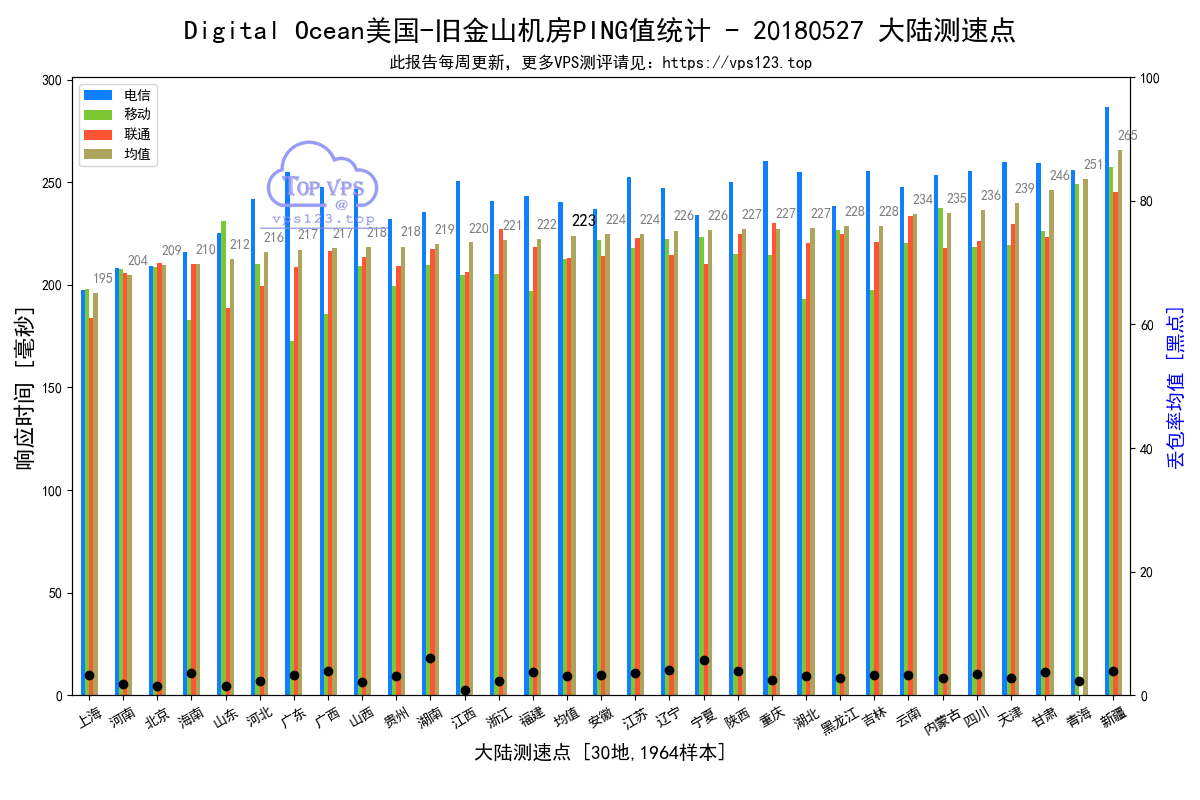 Digital Ocean美国-旧金山机房PING值统计 - 20180527 大陆测速点
此报告每周更新，更多VPS测评请见：https://vps123.top
300
250
200
150
100
50
0
响应时间 [毫秒]
电信
移动
联通
均值
TOP VPS
@
vps123.top
195
204
209
210
212
216
217
217
218
218
219
220
221
222
223
224
224
226
226
227
227
227
228
228
234
235
236
239
246
251
265
100
80
60
40
20
0
丢包率均值 [黑点]
上海
河南
北京
海南
山东
河北
广东
广西
山西
贵州
湖南
江西
浙江
福建
均值
安徽
江苏
辽宁
宁夏
陕西
重庆
湖北
黑龙江
吉林
云南
内蒙古
四川
天津
甘肃
青海
新疆
大陆测速点 [30地,1964样本]